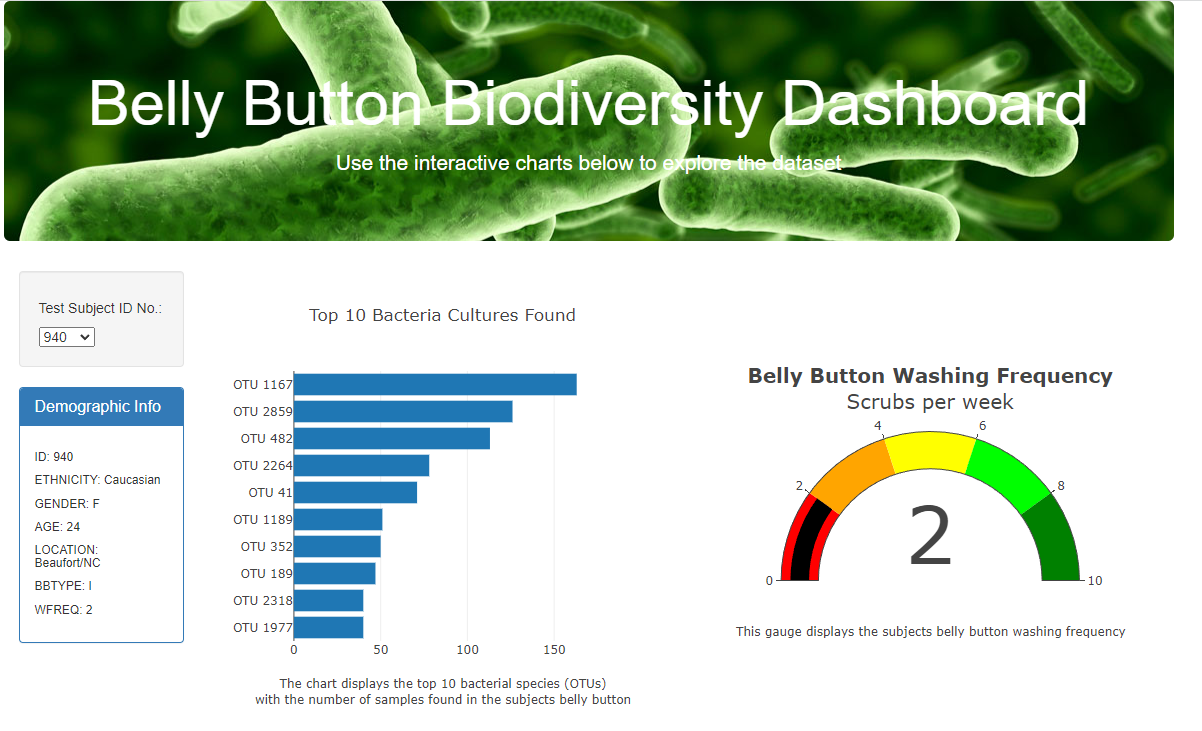 Belly Button Biodiversity Dashboard
Use the interactive charts below to explore the dataset
Test Subject ID No.:
940
Demographic Info
ID: 940
ETHNICITY: Caucasian
GENDER: F
AGE: 24
LOCATION:
Beaufort/NC
BBTYPE: I
WFREQ: 2
Top 10 Bacteria Cultures Found
OTU 1167
OTU 2859
OTU 482
OTU 2264
OTU 41
OTU 1189
OTU 352
OTU 189
OTU 2318
OTU 1977
0 50 100 150
The chart displays the top 10 bacterial species (OTUs)
with the number of samples found in the subjects belly button
Belly Button Washing Frequency
Scrubs per week
4 6
2 8
2
0 10
This gauge displays the subjects belly button washing frequency